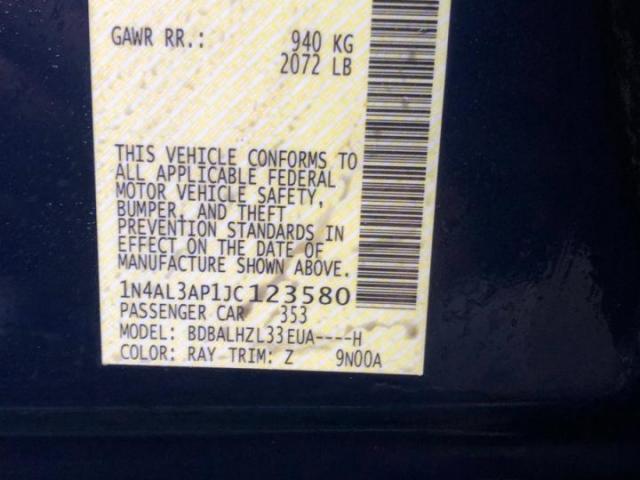 GAWR RR.: 940 KG
2072 LB
THIS VEHICLE CONFORMS TO
ALL APPLICABLE FEDERAL
MOTOR VEHICLE SAFETY,
BUMPER, AND THEFT
PREVENTION STANDARDS IN
EFFECT ON THE DATE OF
MANUFACTURE SHOWN ABOVE.
1N4AL3AP1JC123580
PASSENGER CAR 353
MODEL: BDBALHZL33EUA----H
COLOR: RAY TRIM: Z 9N00A